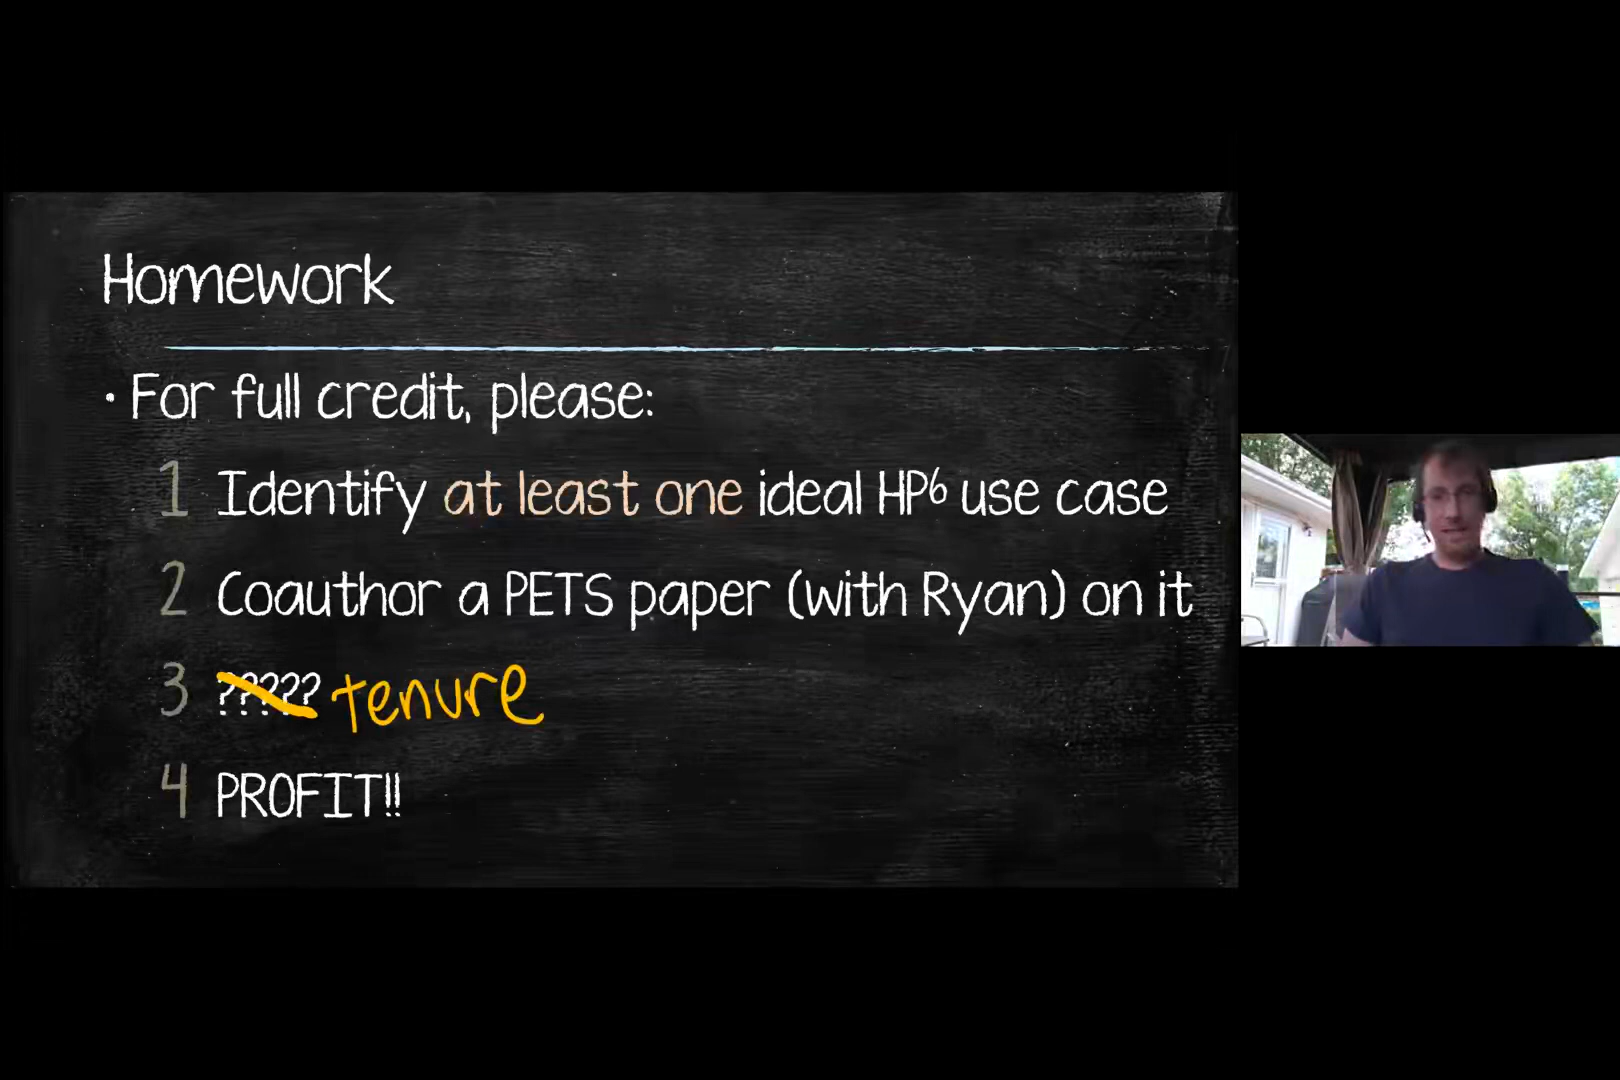 Homework
• For full credit, please:
1 Identify at least one ideal HP⁶ use case
2 Coauthor a PETS paper (with Ryan) on it
3 ????? tenure
4 PROFIT!!